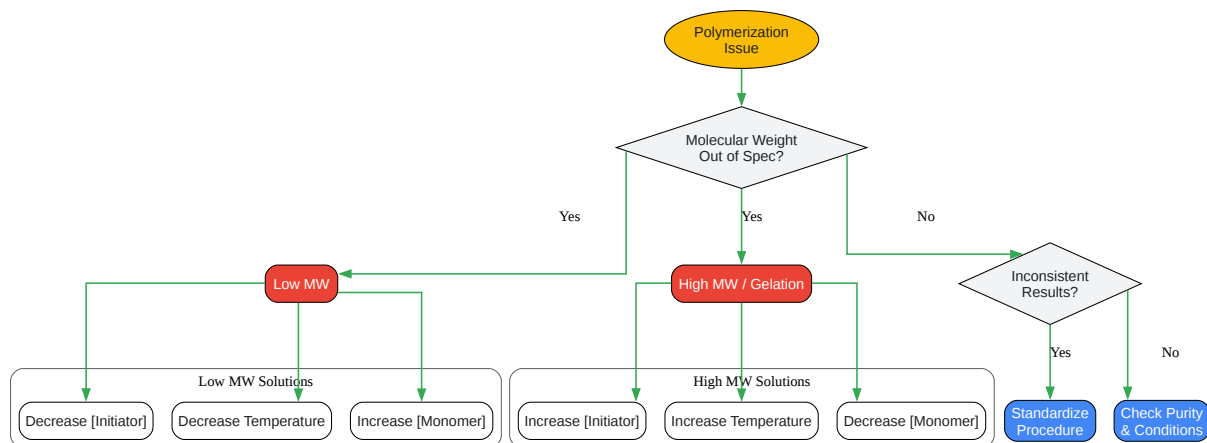 Polymerization
Issue
Molecular Weight
Out of Spec?
Yes
Yes
No
Low MW
High MW / Gelation
Inconsistent
Results?
Yes
No
Low MW Solutions
High MW Solutions
Decrease [Initiator]
Decrease Temperature
Increase [Monomer]
Increase [Initiator]
Increase Temperature
Decrease [Monomer]
Standardize
Procedure
Check Purity
& Conditions